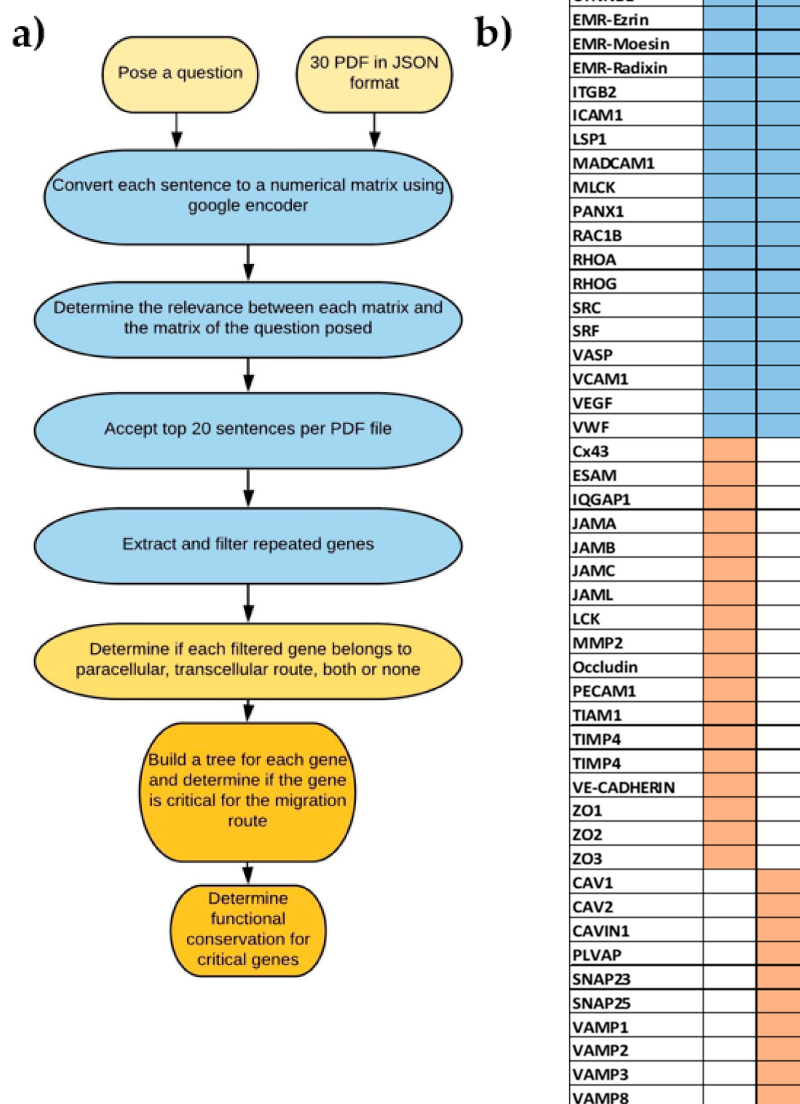 a)
Pose a question
30 PDF in JSON
format
Convert each sentence to a numerical matrix using
google encoder
Determine the relevance between each matrix and
the matrix of the question posed
Accept top 20 sentences per PDF file
Extract and filter repeated genes
Determine if each filtered gene belongs to
paracellular, transcellular route, both or none
Build a tree for each gene
and determine if the gene
is critical for the migration
route
Determine
functional
conservation for
critical genes
b)
EMR-Ezrin
EMR-Moesin
EMR-Radixin
ITGB2
ICAM1
LSP1
MADCAM1
MLCK
PANX1
RAC1B
RHOA
RHOG
SRC
SRF
VASP
VCAM1
VEGF
VWF
Cx43
ESAM
IQGAP1
JAMA
JAMB
JAMC
JAML
LCK
MMP2
Occludin
PECAM1
TIAM1
TIMP4
TIMP4
VE-CADHERIN
ZO1
ZO2
ZO3
CAV1
CAV2
CAVIN1
PLVAP
SNAP23
SNAP25
VAMP1
VAMP2
VAMP3
VAMP8